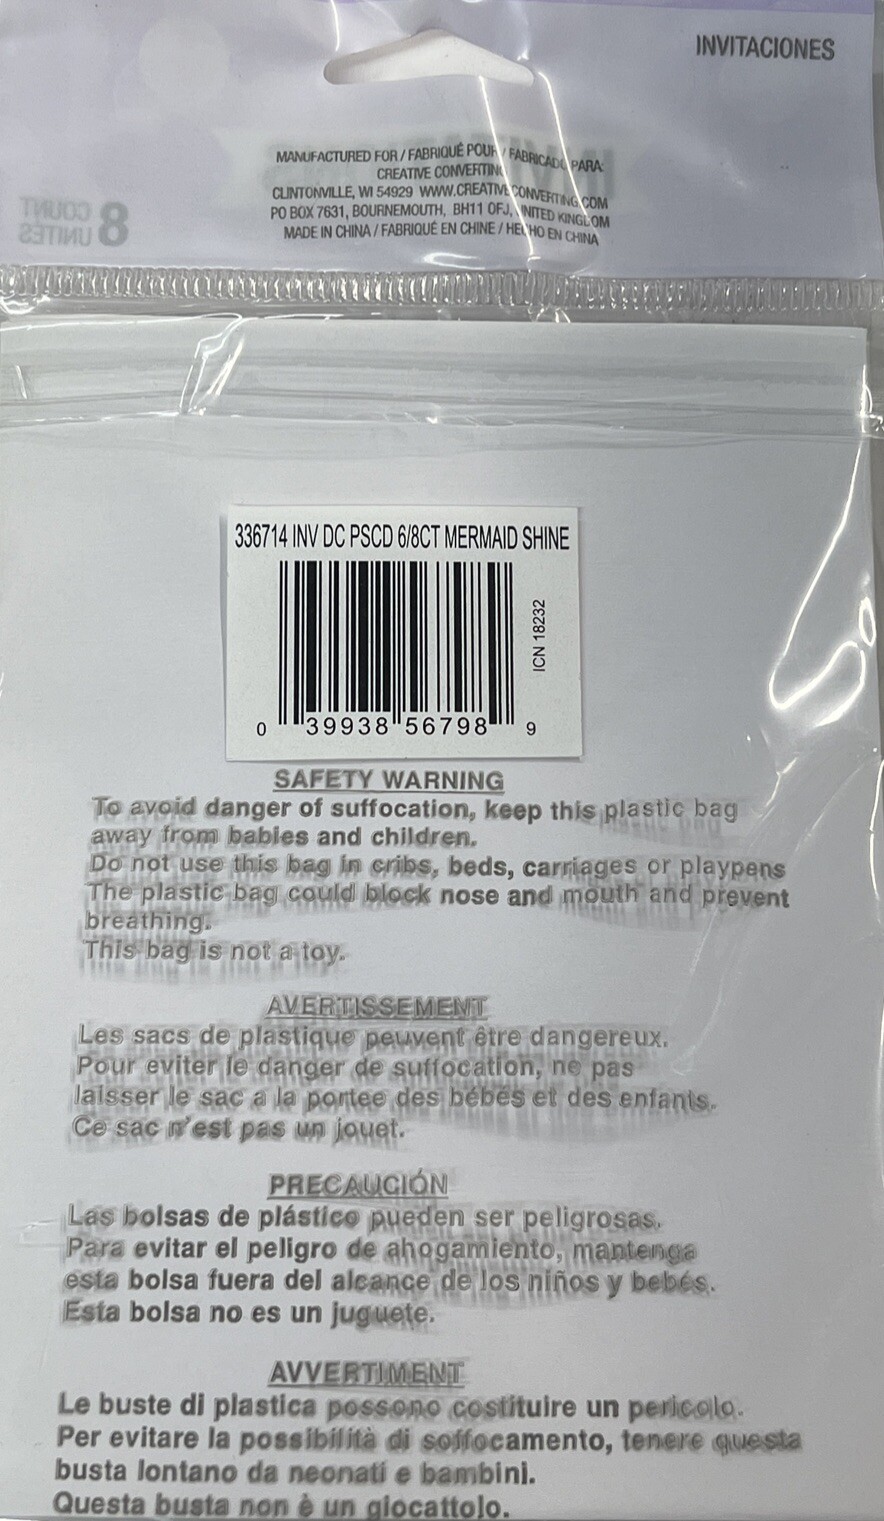 INVITACIONES
MANUFACTURED FOR / FABRIQUÉ POUR / FABRICADO PARA:
CREATIVE CONVERTING
CLINTONVILLE, WI 54929 WWW.CREATIVECONVERTING.COM
PO BOX 7631, BOURNEMOUTH, BH11 OFJ, UNITED KINGDOM
MADE IN CHINA / FABRIQUÉ EN CHINE / HECHO EN CHINA
8 COUNT
UNITÉS
336714 INV DC PSCD 6/8CT MERMAID SHINE
ICN 18232
0 39938 56798 9
SAFETY WARNING
To avoid danger of suffocation, keep this plastic bag
away from babies and children.
Do not use this bag in cribs, beds, carriages or playpens
The plastic bag could block nose and mouth and prevent
breathing.
This bag is not a toy.
AVERTISSEMENT
Les sacs de plastique peuvent être dangereux.
Pour eviter le danger de suffocation, ne pas
laisser le sac a la portee des bébés et des enfants.
Ce sac n'est pas un jouet.
PRECAUCIÓN
Las bolsas de plástico pueden ser peligrosas.
Para evitar el peligro de ahogamiento, mantenga
esta bolsa fuera del alcance de los niños y bebés.
Esta bolsa no es un juguete.
AVVERTIMENT
Le buste di plastica possono costituire un pericolo.
Per evitare la possibilità di soffocamento, tenere questa
busta lontano da neonati e bambini.
Questa busta non è un giocattolo.